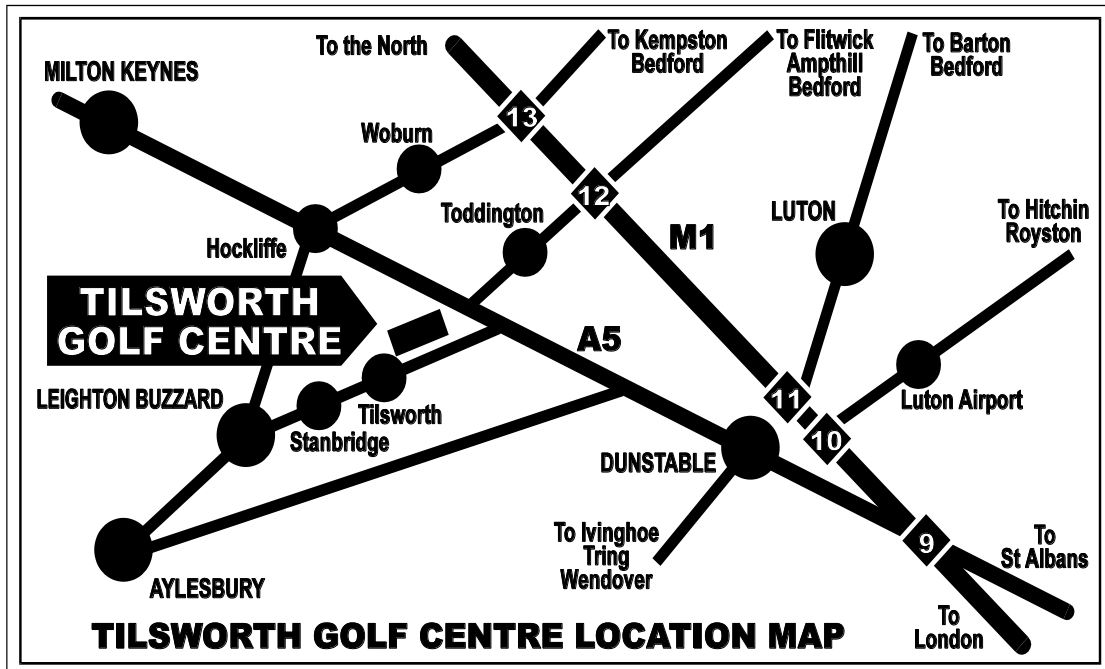 To the North
To Kempston
Bedford
To Flitwick
Ampthill
Bedford
To Barton
Bedford
MILTON KEYNES
13
Woburn
12
Toddington
LUTON
To Hitchin
Royston
Hockliffe
M1
TILSWORTH
GOLF CENTRE
A5
LEIGHTON BUZZARD
Tilsworth
Stanbridge
11
Luton Airport
10
DUNSTABLE
To Ivinghoe
Tring
Wendover
9
To
St Albans
AYLESBURY
To
London
TILSWORTH GOLF CENTRE LOCATION MAP